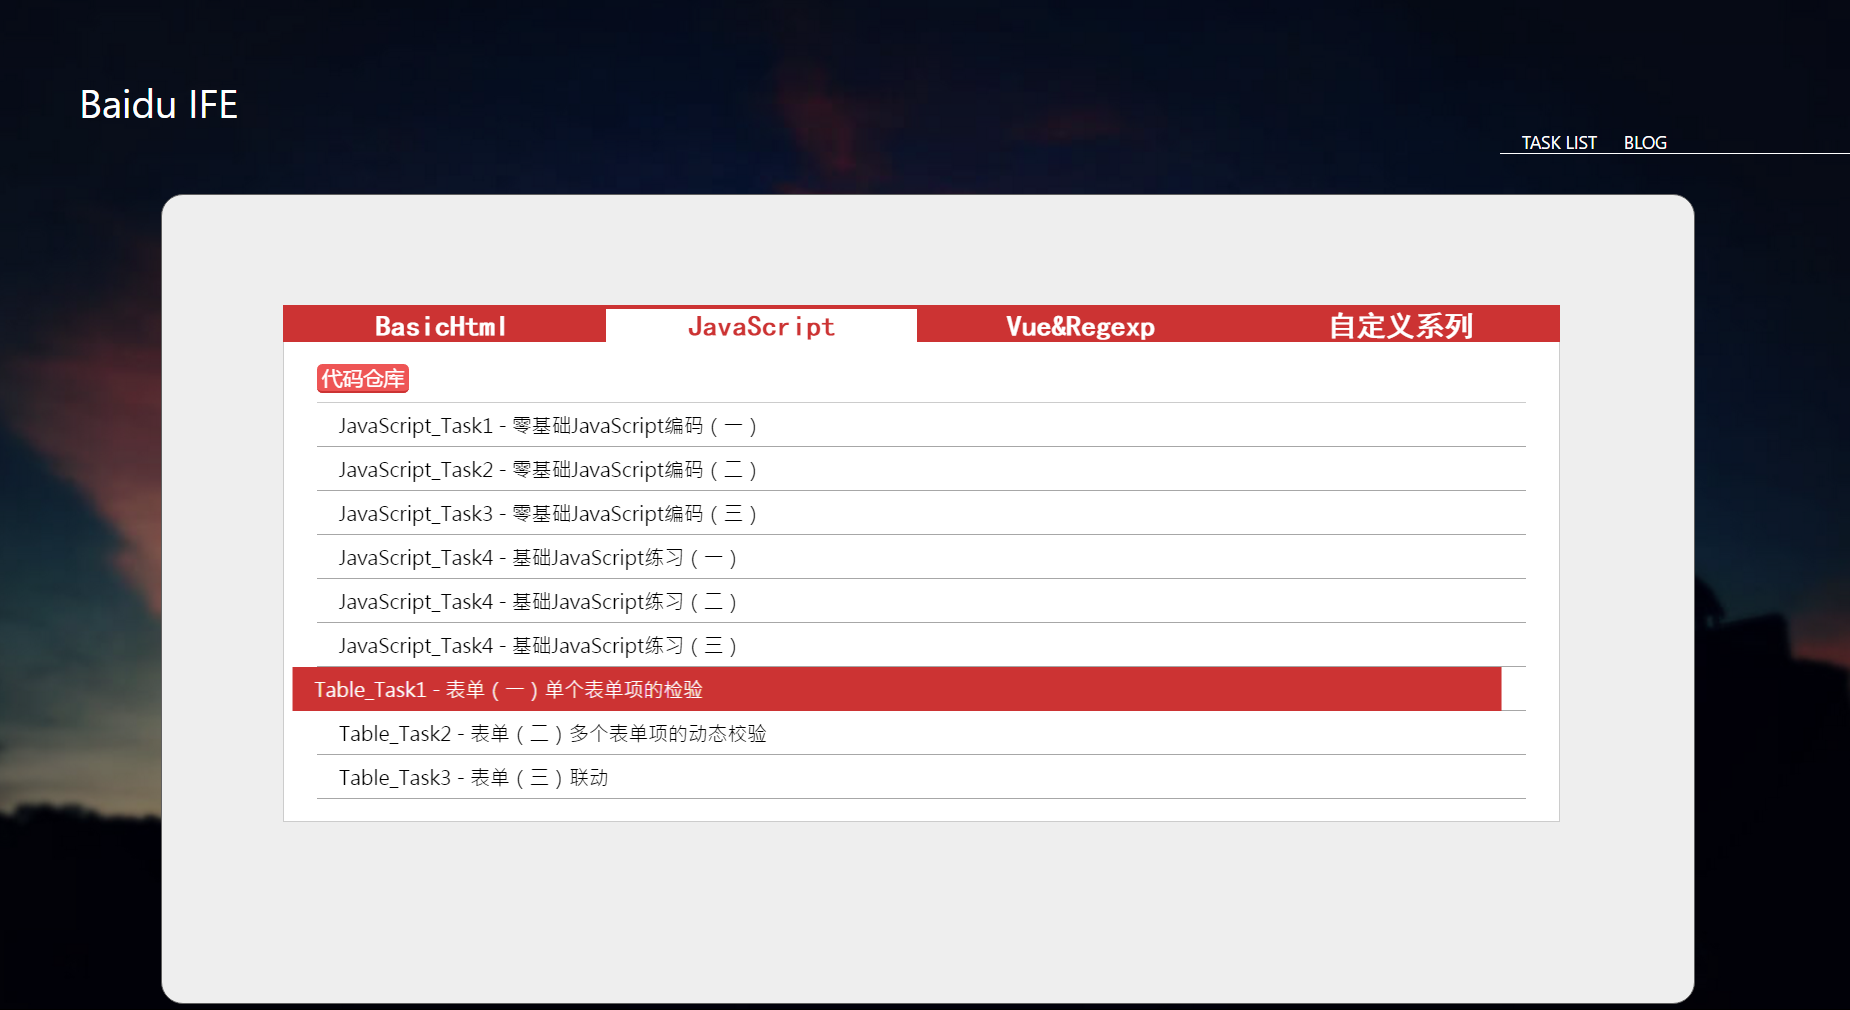 Baidu IFE
TASK LIST BLOG
BasicHtml JavaScript Vue&Regexp 自定义系列
代码仓库
JavaScript_Task1 - 零基础JavaScript编码（一）
JavaScript_Task2 - 零基础JavaScript编码（二）
JavaScript_Task3 - 零基础JavaScript编码（三）
JavaScript_Task4 - 基础JavaScript练习（一）
JavaScript_Task4 - 基础JavaScript练习（二）
JavaScript_Task4 - 基础JavaScript练习（三）
Table_Task1 - 表单（一）单个表单项的检验
Table_Task2 - 表单（二）多个表单项的动态校验
Table_Task3 - 表单（三）联动